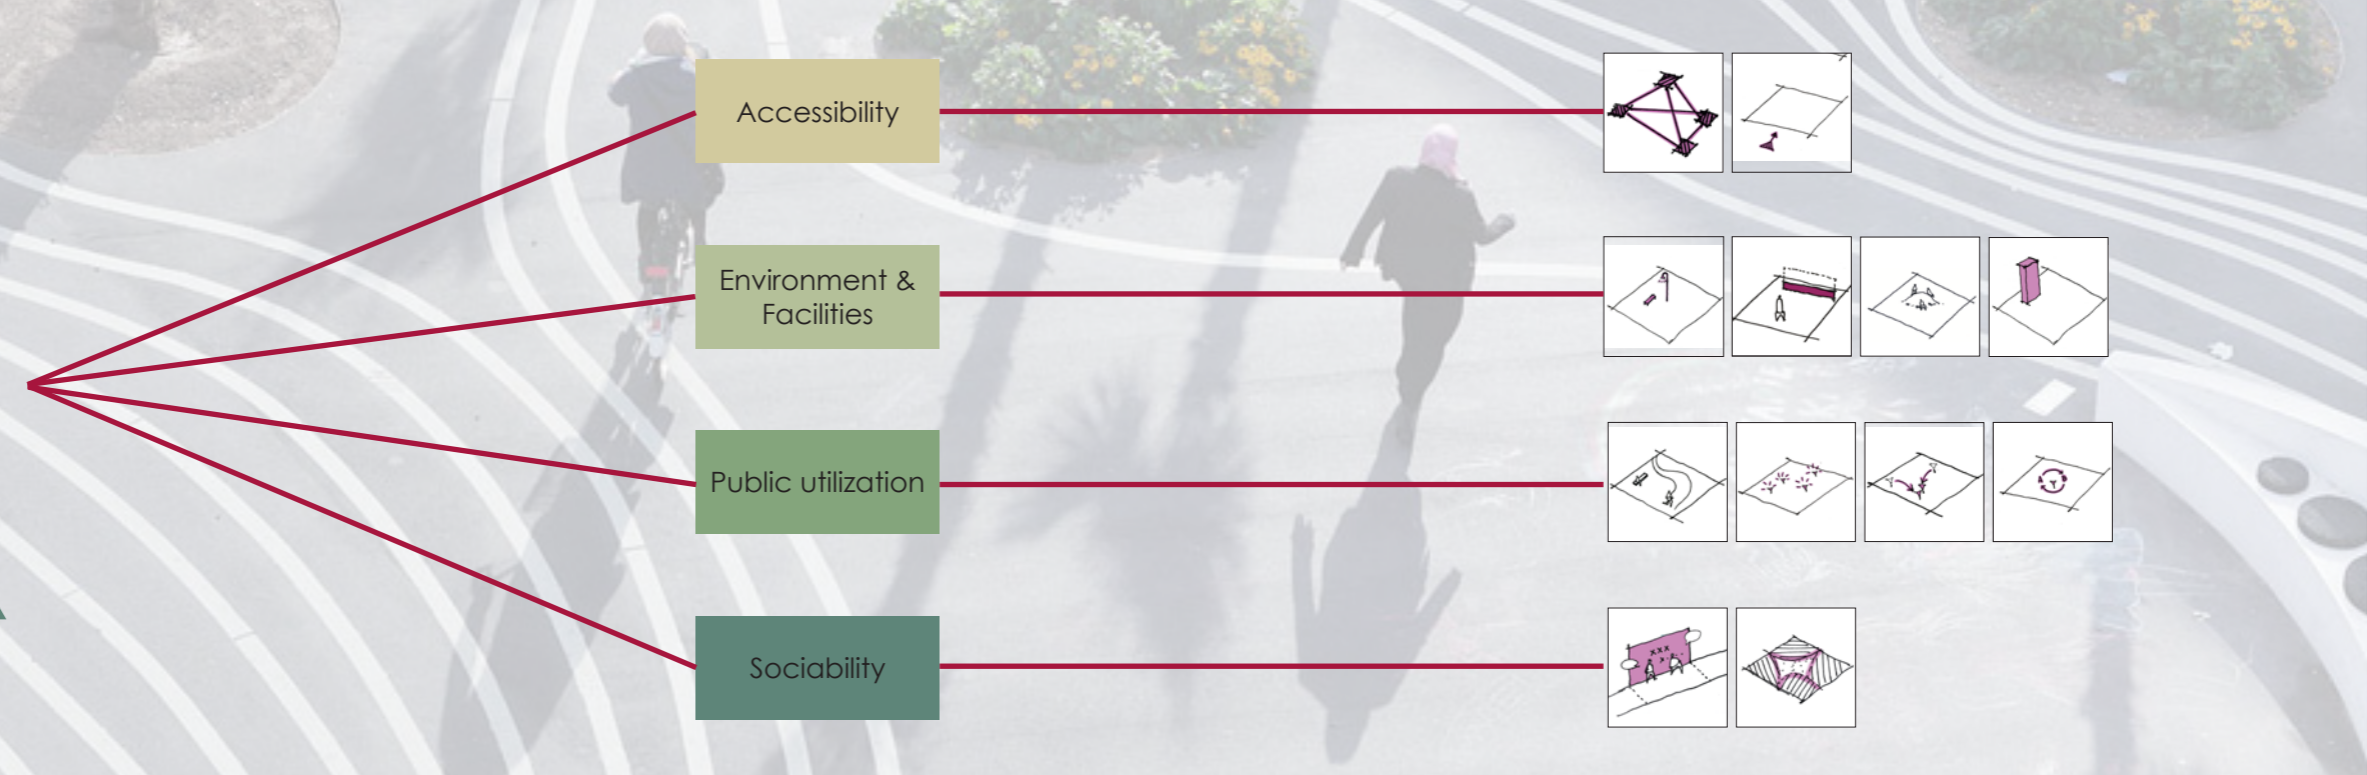 Accessibility
Environment &
Facilities
Public utilization
Sociability